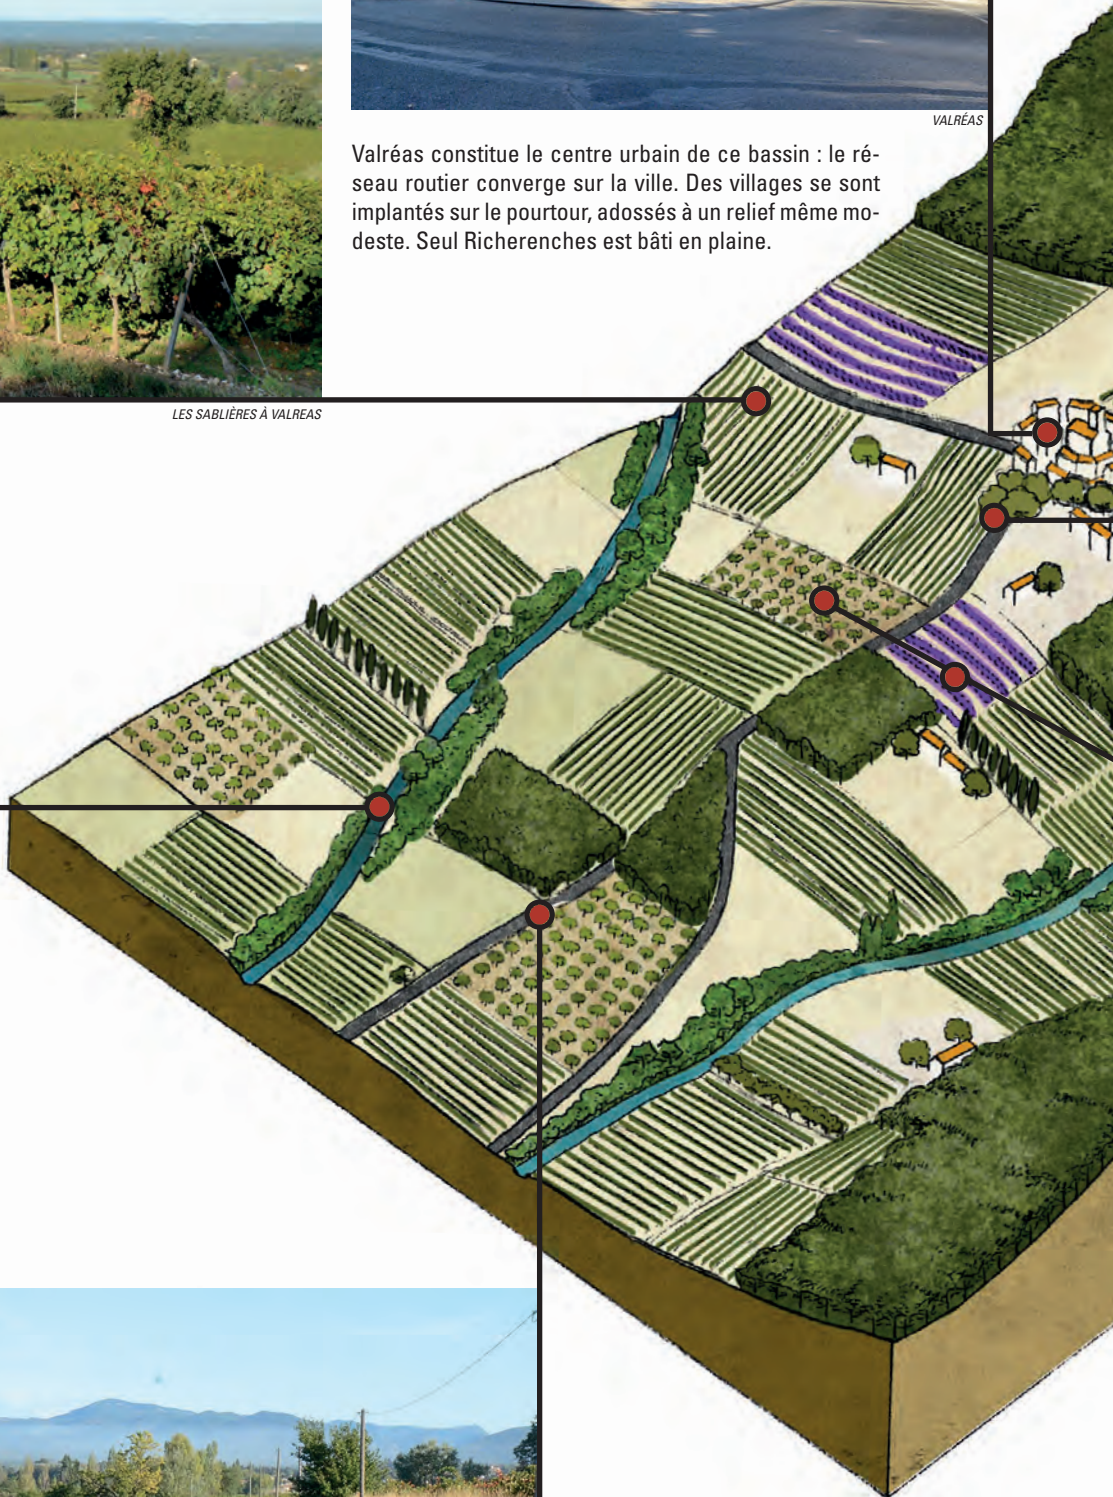 VALRÉAS
Valréas constitue le centre urbain de ce bassin : le ré-
seau routier converge sur la ville. Des villages se sont
implantés sur le pourtour, adossés à un relief même mo-
deste. Seul Richerenches est bâti en plaine.
LES SABLIÈRES À VALREAS